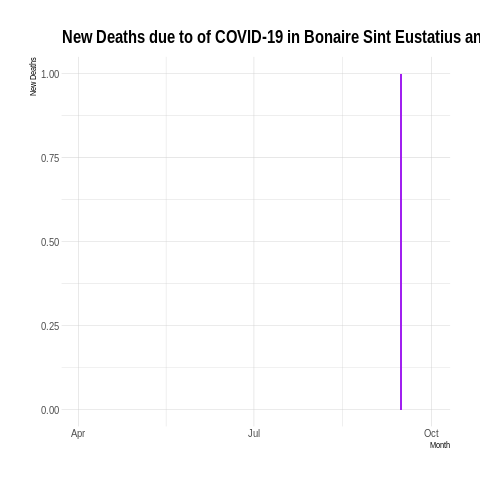 New Deaths due to of COVID-19 in Bonaire Sint Eustatius an
New Deaths
1.00
0.75
0.50
0.25
0.00
Apr Jul Oct
Month